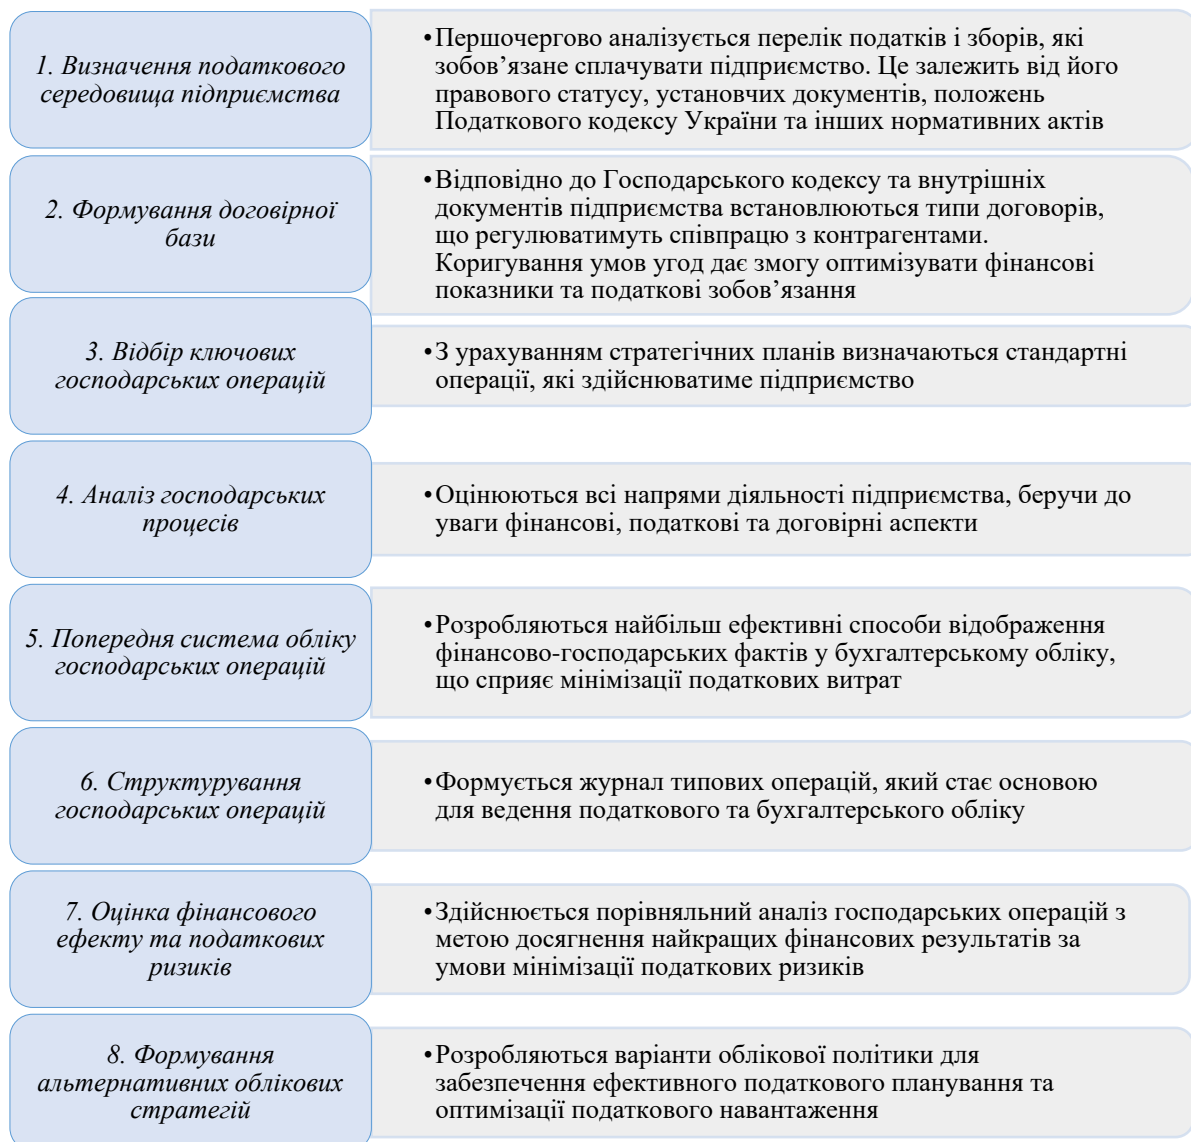 1. Визначення податкового
середовища підприємства
•Першочергово аналізується перелік податків і зборів, які
зобов’язане сплачувати підприємство. Це залежить від його
правового статусу, установчих документів, положень
Податкового кодексу України та інших нормативних актів
2. Формування договірної
бази
•Відповідно до Господарського кодексу та внутрішніх
документів підприємства встановлюються типи договорів,
що регулюватимуть співпрацю з контрагентами.
Коригування умов угод дає змогу оптимізувати фінансові
показники та податкові зобов’язання
3. Відбір ключових
господарських операцій
•З урахуванням стратегічних планів визначаються стандартні
операції, які здійснюватиме підприємство
4. Аналіз господарських
процесів
•Оцінюються всі напрями діяльності підприємства, беручи до
уваги фінансові, податкові та договірні аспекти
5. Попередня система обліку
господарських операцій
•Розробляються найбільш ефективні способи відображення
фінансово-господарських фактів у бухгалтерському обліку,
що сприяє мінімізації податкових витрат
6. Структурування
господарських операцій
•Формується журнал типових операцій, який стає основою
для ведення податкового та бухгалтерського обліку
7. Оцінка фінансового
ефекту та податкових
ризиків
•Здійснюється порівняльний аналіз господарських операцій з
метою досягнення найкращих фінансових результатів за
умови мінімізації податкових ризиків
8. Формування
альтернативних облікових
стратегій
•Розробляються варіанти облікової політики для
забезпечення ефективного податкового планування та
оптимізації податкового навантаження